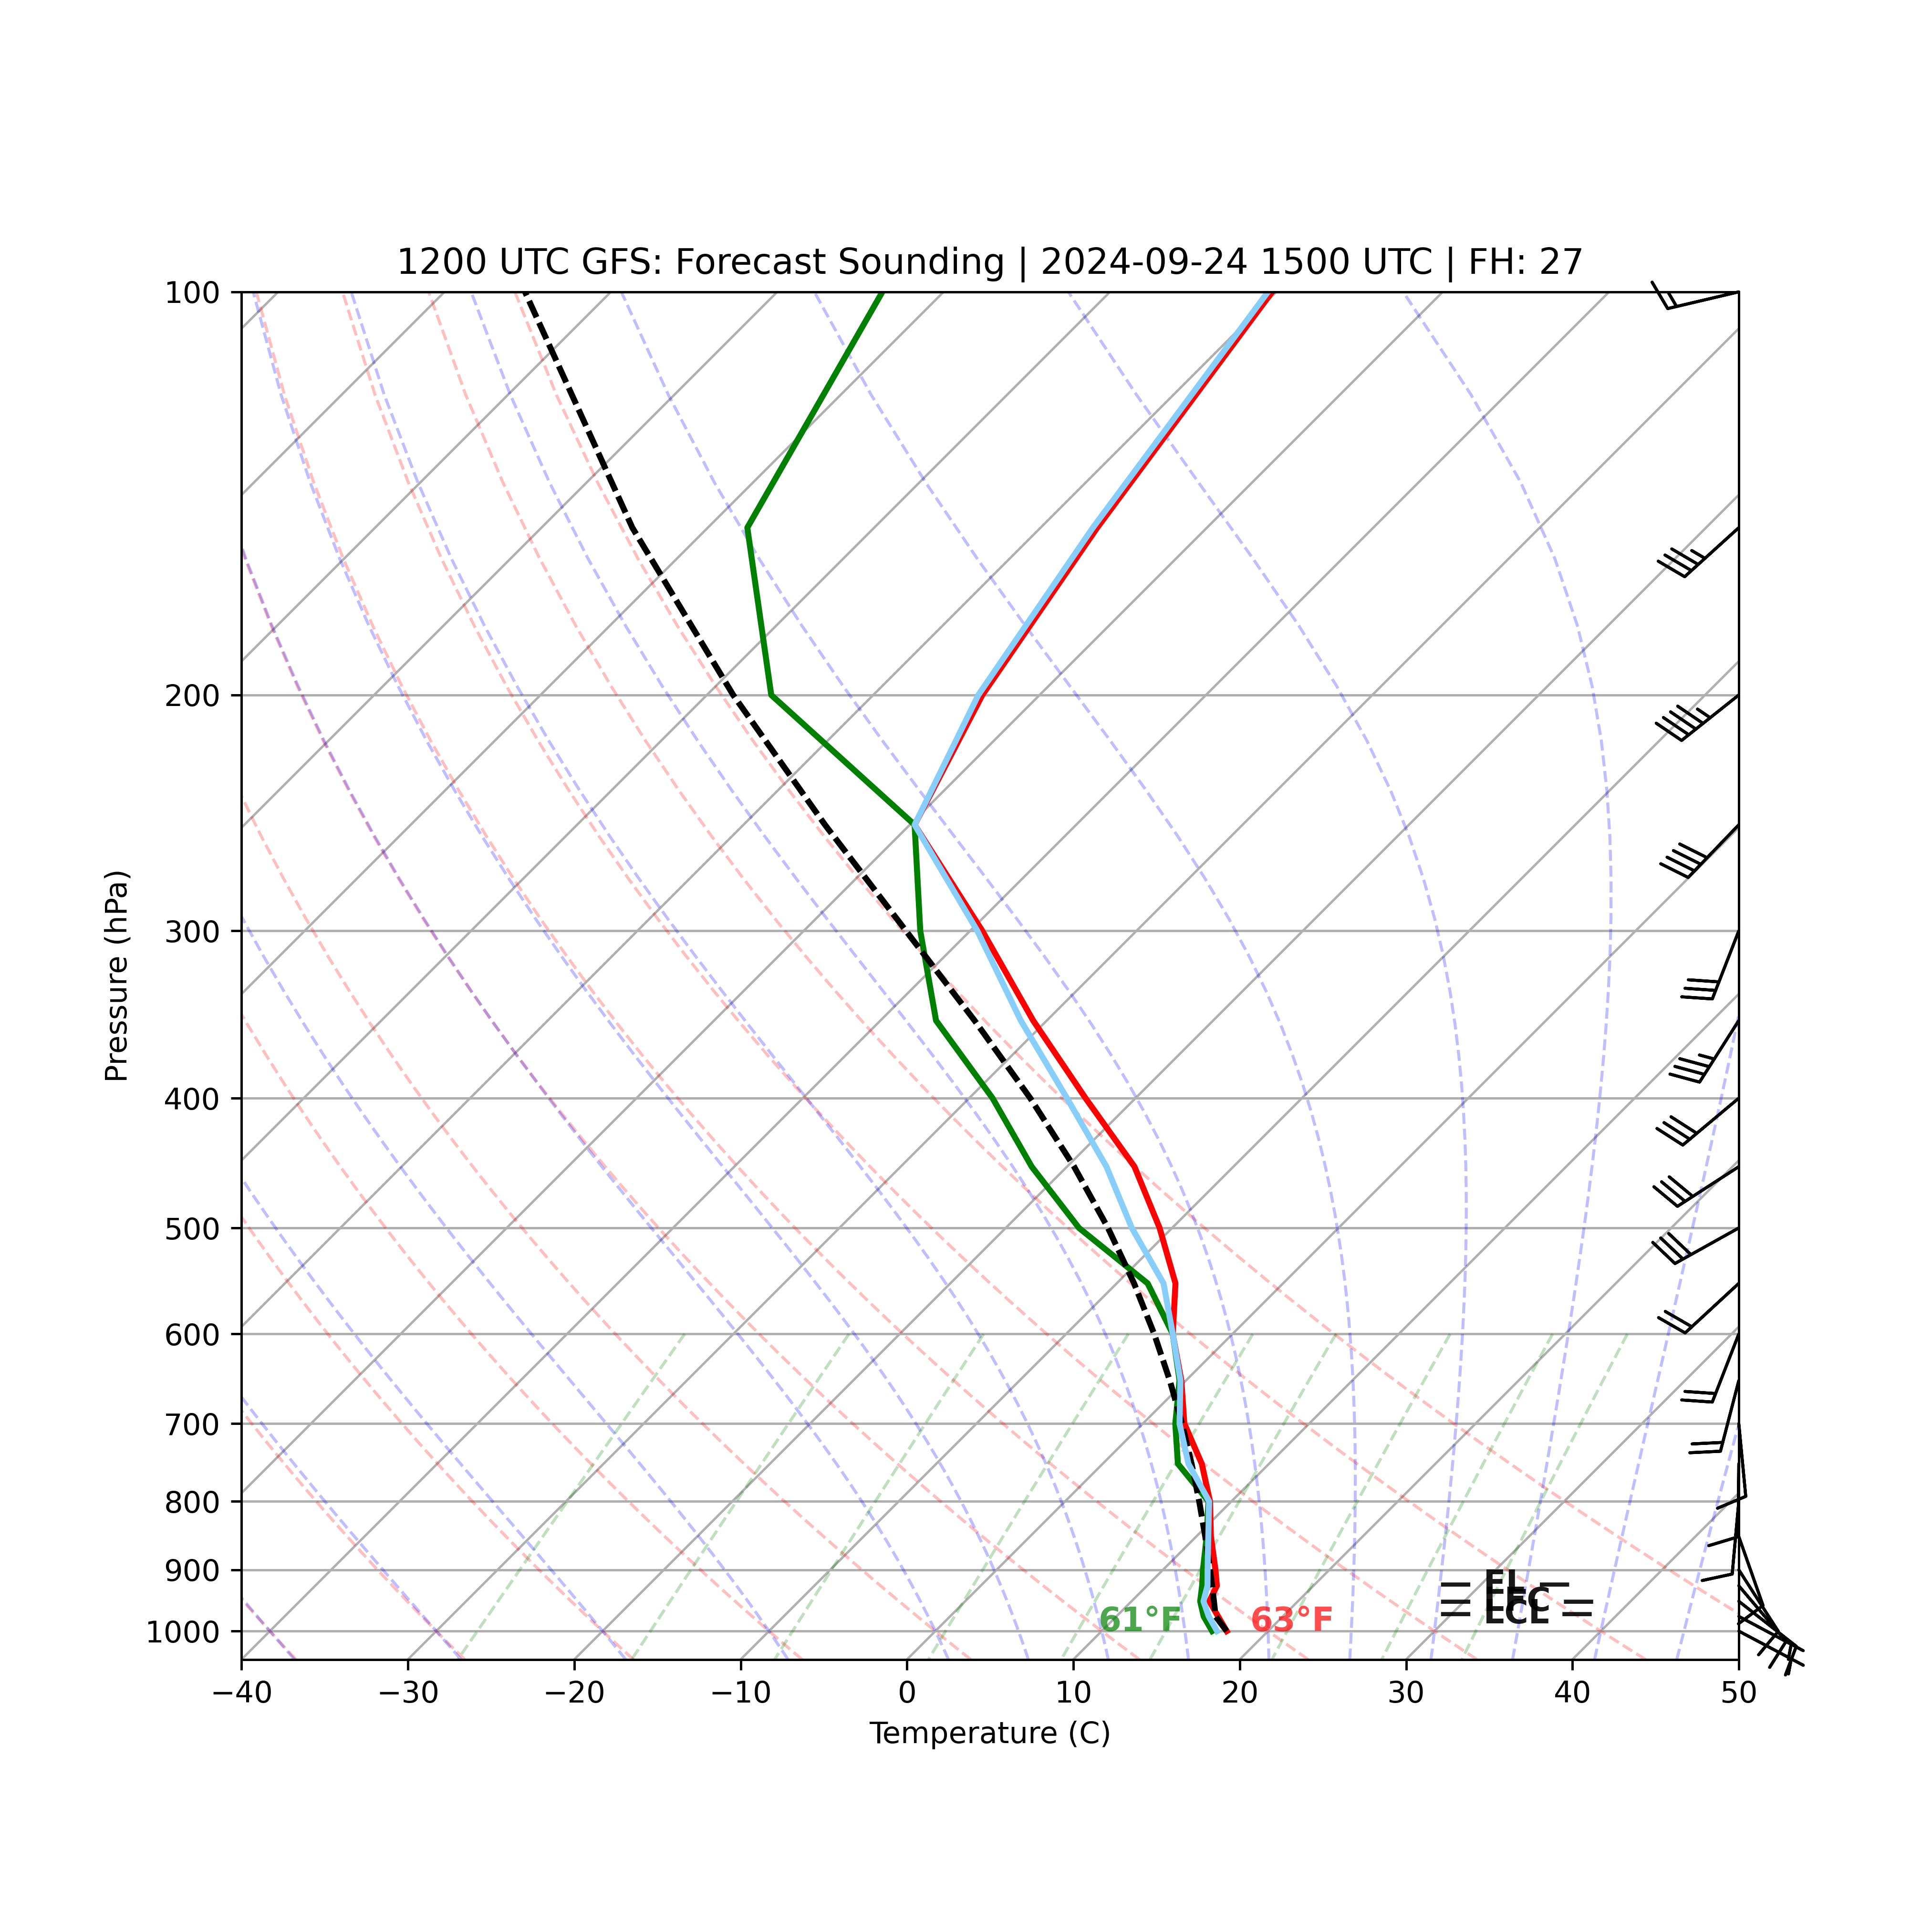 1200 UTC GFS: Forecast Sounding | 2024-09-24 1500 UTC | FH: 27
100
200
300
400
500
600
700
800
900
1000
Pressure (hPa)
— EL —
— LFC —
— LCL —
61°F
63°F
−40 −30 −20 −10 0 10 20 30 40 50
Temperature (C)